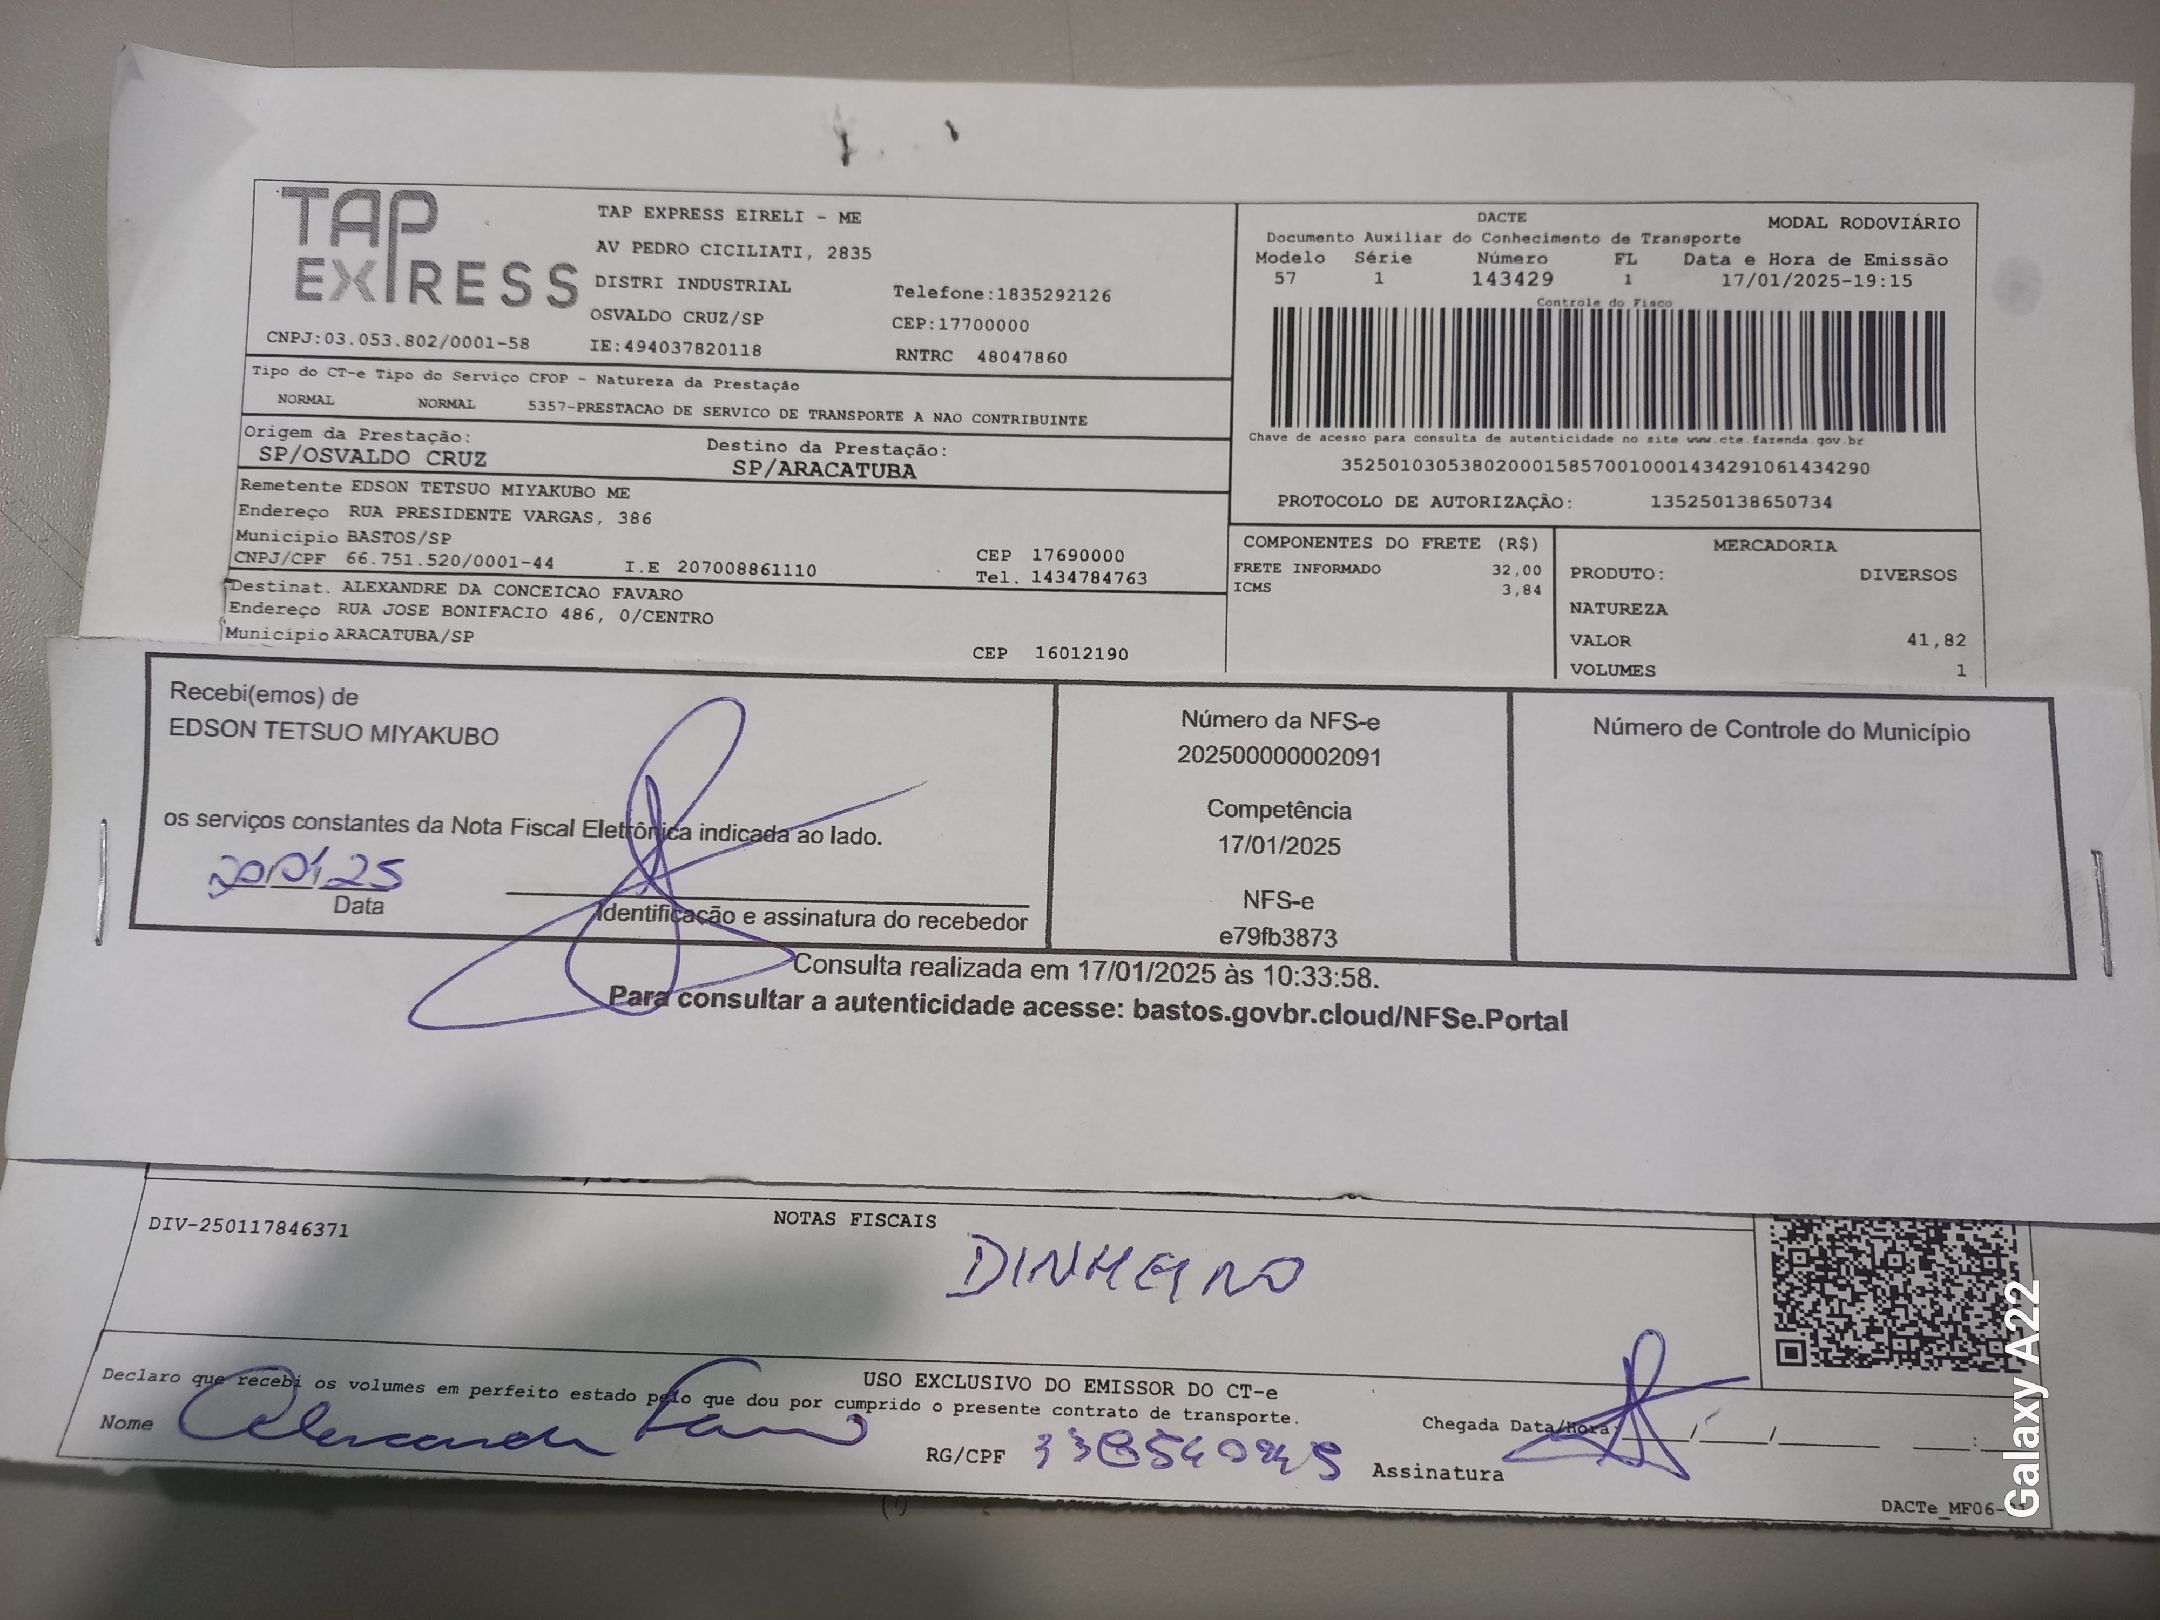 TAP EXPRESS
TAP EXPRESS EIRELI - ME
AV PEDRO CICILIATI, 2835
DISTRI INDUSTRIAL
Telefone:1835292126
OSVALDO CRUZ/SP
CEP:17700000
CNPJ:03.053.802/0001-58
IE:494037820118
RNTRC 48047860
DACTE
MODAL RODOVIÁRIO
Documento Auxiliar do Conhecimento de Transporte
Modelo Série Número FL Data e Hora de Emissão
57 1 143429 1 17/01/2025-19:15
Controle do Fisco
Chave de acesso para consulta de autenticidade no site www.cte.fazenda.gov.br
35250103053802000158570010001434291061434290
PROTOCOLO DE AUTORIZAÇÃO: 135250138650734
Tipo do CT-e Tipo do Serviço CFOP - Natureza da Prestação
NORMAL NORMAL 5357-PRESTACAO DE SERVICO DE TRANSPORTE A NAO CONTRIBUINTE
Origem da Prestação: Destino da Prestação:
SP/OSVALDO CRUZ SP/ARACATUBA
Remetente EDSON TETSUO MIYAKUBO ME
Endereço RUA PRESIDENTE VARGAS, 386
Municipio BASTOS/SP CEP 17690000
CNPJ/CPF 66.751.520/0001-44 I.E 207008861110 Tel. 1434784763
Destinat. ALEXANDRE DA CONCEICAO FAVARO
Endereço RUA JOSE BONIFACIO 486, 0/CENTRO
Municipio ARACATUBA/SP CEP 16012190
COMPONENTES DO FRETE (R$)
FRETE INFORMADO 32,00
ICMS 3,84
MERCADORIA
PRODUTO: DIVERSOS
NATUREZA
VALOR 41,82
VOLUMES 1
Recebi(emos) de
EDSON TETSUO MIYAKUBO
os serviços constantes da Nota Fiscal Eletrônica indicada ao lado.
20/01/25
Data
Identificação e assinatura do recebedor
Número da NFS-e
202500000002091
Competência
17/01/2025
NFS-e
e79fb3873
Número de Controle do Município
Consulta realizada em 17/01/2025 às 10:33:58.
Para consultar a autenticidade acesse: bastos.govbr.cloud/NFSe.Portal
NOTAS FISCAIS
DIV-250117846371
DINHEIRO
USO EXCLUSIVO DO EMISSOR DO CT-e
Declaro que recebi os volumes em perfeito estado pelo que dou por cumprido o presente contrato de transporte.
Nome Alexandre Favaro
Chegada Data/Hora: / / :
RG/CPF
Assinatura
DACTe_MF06-
Galaxy A22